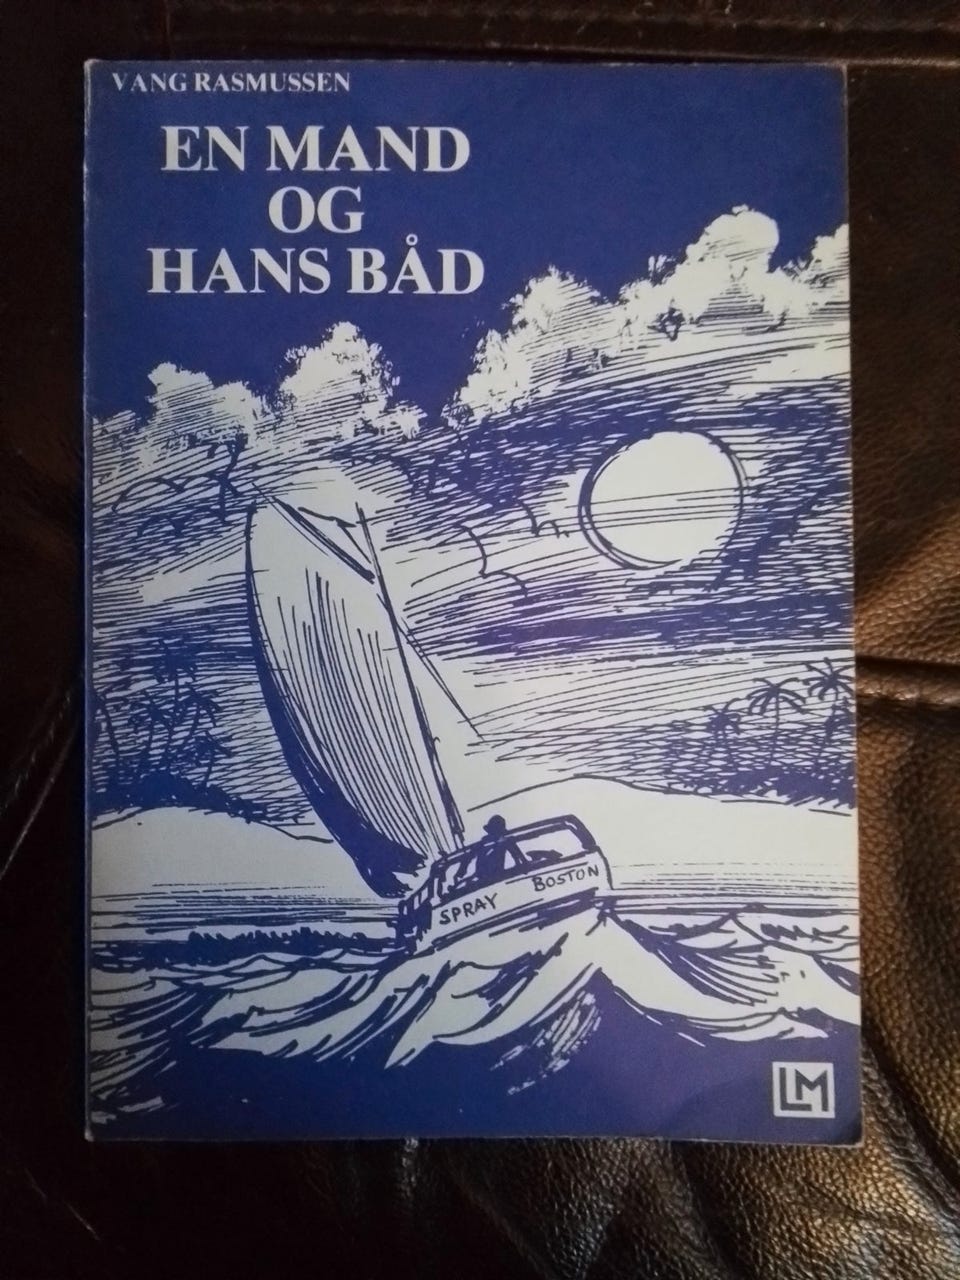 VANG RASMUSSEN
EN MAND
OG
HANS BÅD
SPRAY BOSTON
LM